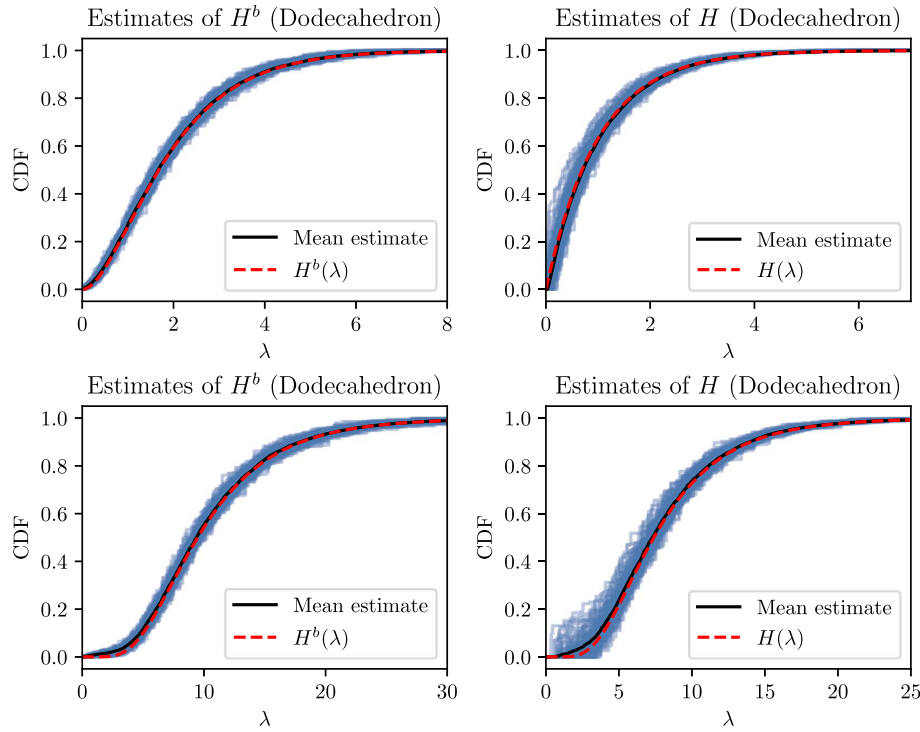 Estimates of H^b (Dodecahedron)
CDF
1.0
0.8
0.6
0.4
0.2
0.0
Mean estimate
H^b(λ)
0 2 4 6 8
λ
Estimates of H (Dodecahedron)
CDF
1.0
0.8
0.6
0.4
0.2
0.0
Mean estimate
H(λ)
0 2 4 6
λ
Estimates of H^b (Dodecahedron)
CDF
1.0
0.8
0.6
0.4
0.2
0.0
Mean estimate
H^b(λ)
0 10 20 30
λ
Estimates of H (Dodecahedron)
CDF
1.0
0.8
0.6
0.4
0.2
0.0
Mean estimate
H(λ)
0 5 10 15 20 25
λ